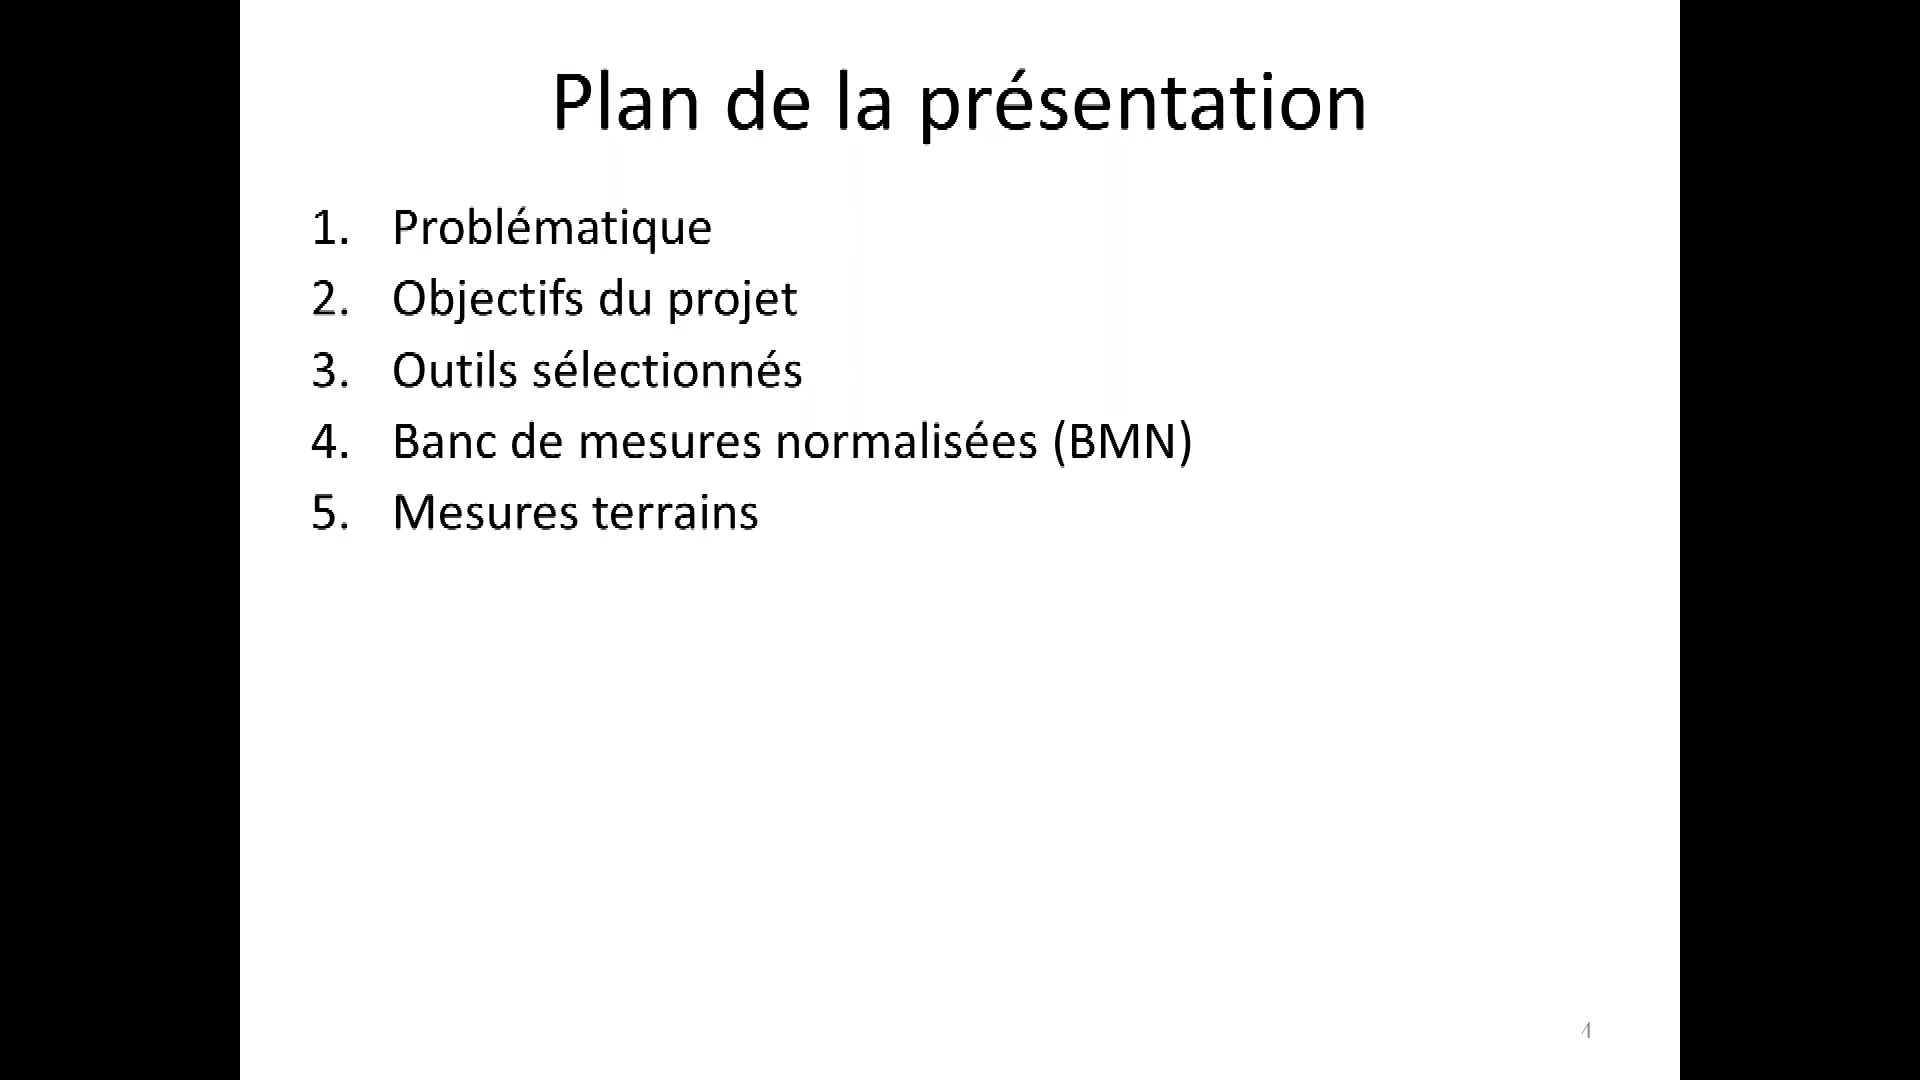 Plan de la présentation
1. Problématique
2. Objectifs du projet
3. Outils sélectionnés
4. Banc de mesures normalisées (BMN)
5. Mesures terrains
4